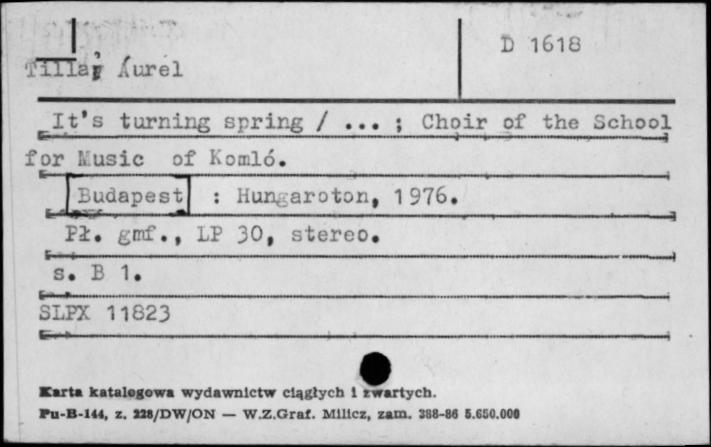 D 1618
Tillay Aurel
It's turning spring / ... ; Choir of the School
for Music of Komló.
[Budapest] : Hungaroton, 1976.
Pł. gmf., LP 30, stereo.
s. B 1.
SLPX 11823
Karta katalogowa wydawnictw ciągłych i zwartych.
Pu-B-144, z. 228/DW/ON — W.Z.Graf. Milicz, zam. 388-86 5.650.000